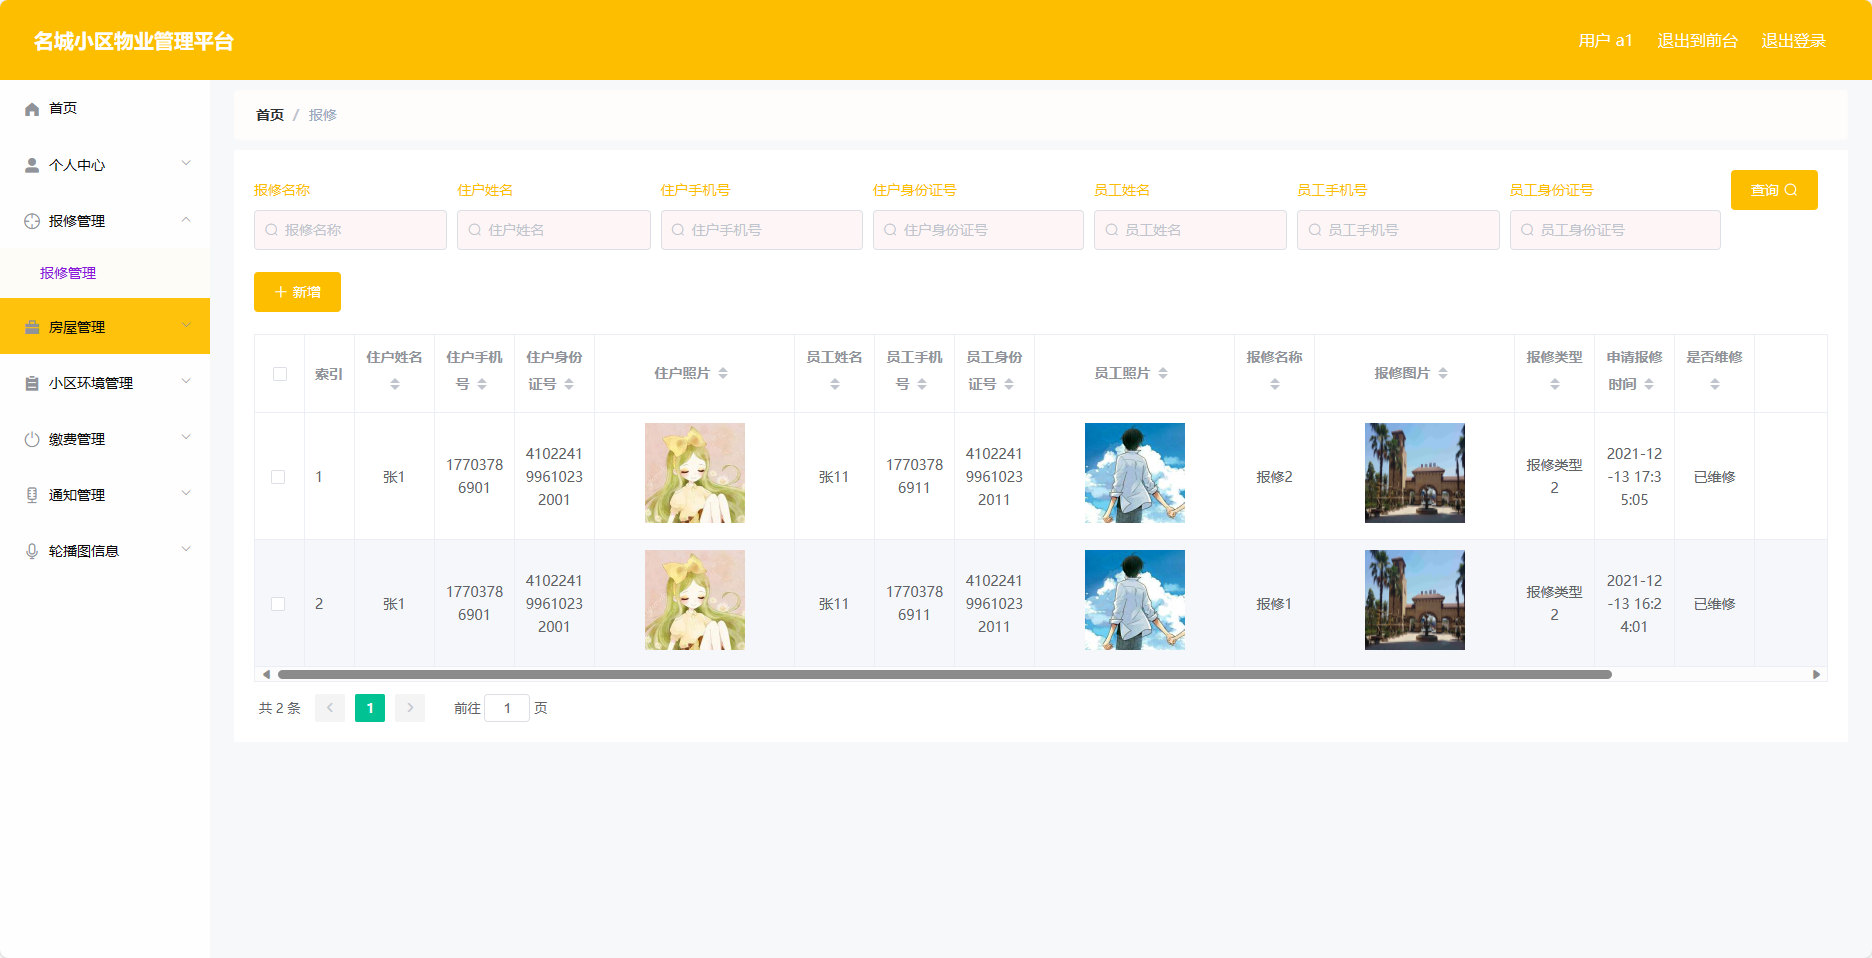 名城小区物业管理平台
用户 a1 退出到前台 退出登录
首页
个人中心
报修管理
报修管理
房屋管理
小区环境管理
缴费管理
通知管理
轮播图信息
首页 / 报修
报修名称 住户姓名 住户手机号 住户身份证号 员工姓名 员工手机号 员工身份证号
报修名称 住户姓名 住户手机号 住户身份证号 员工姓名 员工手机号 员工身份证号
查询
新增
索引 住户姓名 住户手机号 住户身份证号 住户照片 员工姓名 员工手机号 员工身份证号 员工照片 报修名称 报修图片 报修类型 申请报修时间 是否维修
1 张1 17703786901 410224199610232001 张11 17703786911 410224199610232011 报修2 报修类型2 2021-12-13 17:35:05 已维修
2 张1 17703786901 410224199610232001 张11 17703786911 410224199610232011 报修1 报修类型2 2021-12-13 16:24:01 已维修
共 2 条 1 前往 1 页